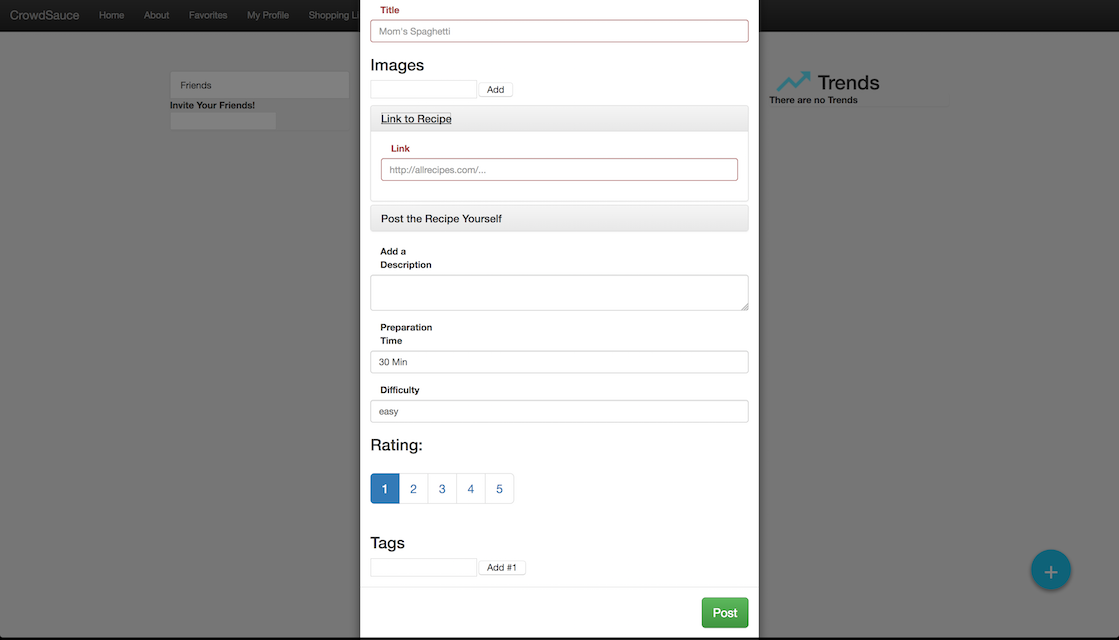 CrowdSauce Home About Favorites My Profile Shopping Li
Friends
Invite Your Friends!
Title
Mom's Spaghetti
Images
Add
Link to Recipe
Link
http://allrecipes.com/...
Post the Recipe Yourself
Add a
Description
Preparation
Time
30 Min
Difficulty
easy
Rating:
1 2 3 4 5
Tags
Add #1
Post
Trends
There are no Trends
+